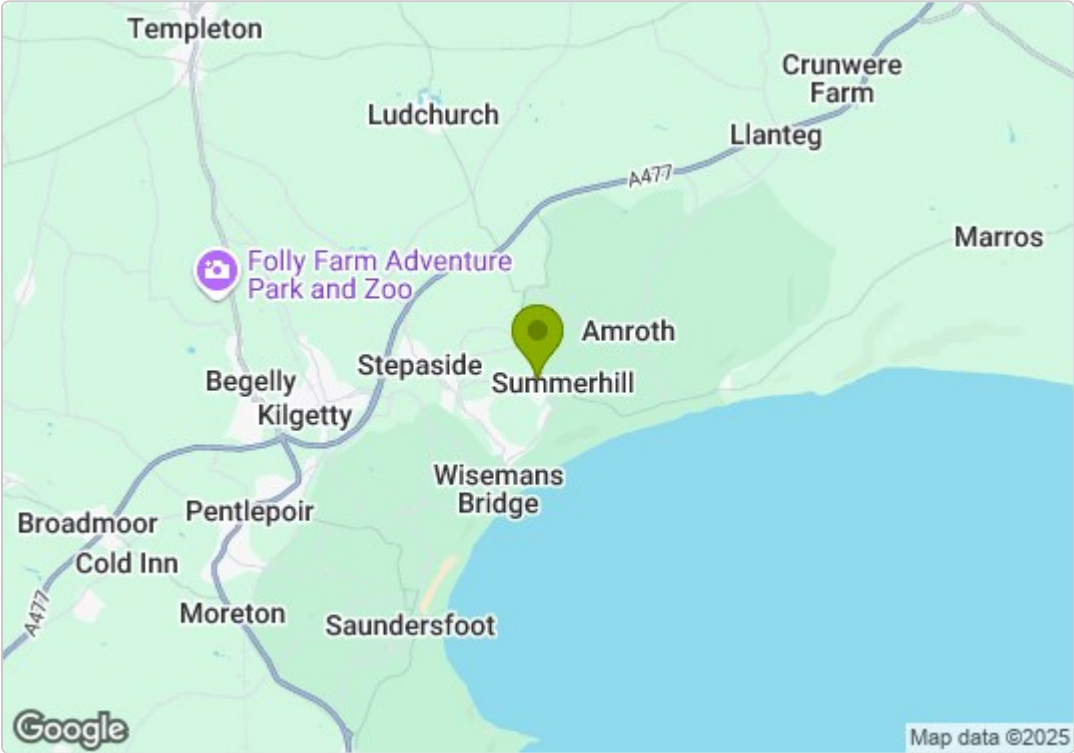 Templeton
Crunwere
Farm
Ludchurch
Llanteg
A477
Marros
Folly Farm Adventure
Park and Zoo
Amroth
Stepaside
Summerhill
Begelly
Kilgetty
Wisemans
Bridge
Pentlepoir
Broadmoor
Cold Inn
A477
Moreton
Saundersfoot
Google
Map data ©2025